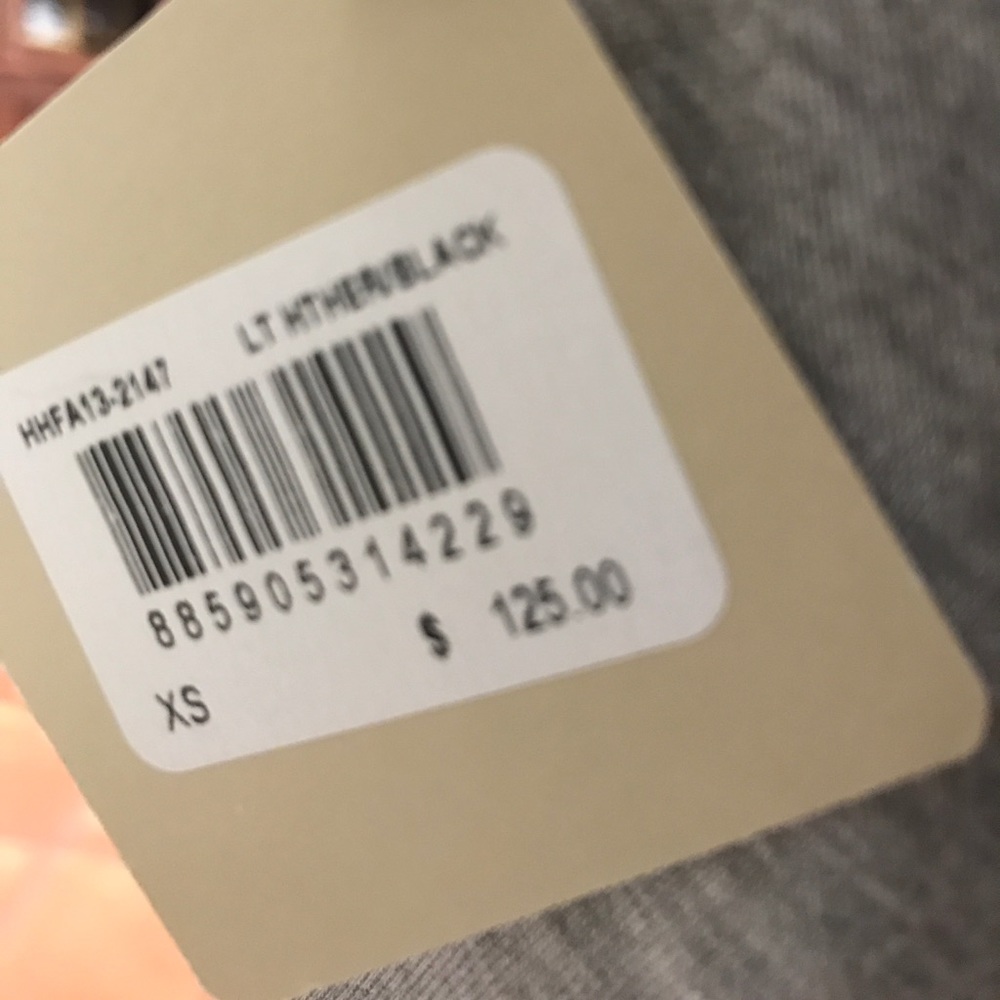 HHFA13-2147 LT HTHER/BLACK
885905314229
$ 125.00
XS